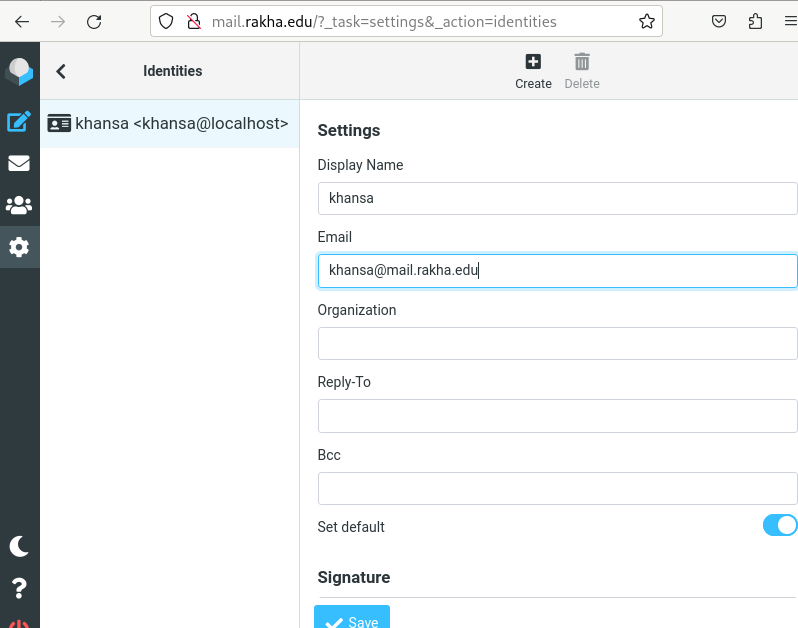 mail.rakha.edu/?_task=settings&_action=identities
Identities
Create
Delete
khansa <khansa@localhost>
Settings
Display Name
khansa
Email
khansa@mail.rakha.edu
Organization
Reply-To
Bcc
Set default
Signature
Save